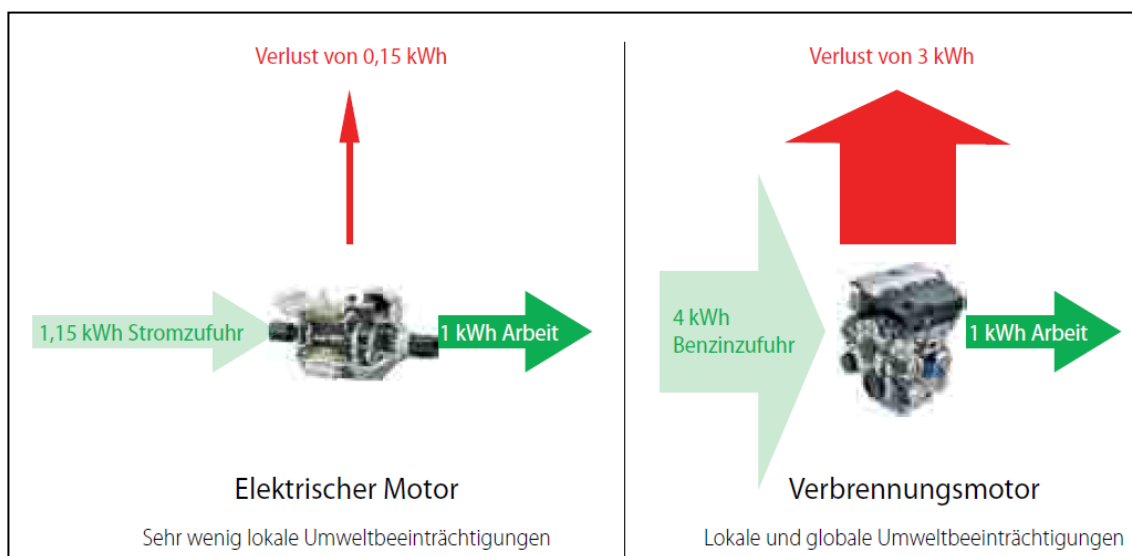 Verlust von 0,15 kWh
1,15 kWh Stromzufuhr
1 kWh Arbeit
Elektrischer Motor
Sehr wenig lokale Umweltbeeinträchtigungen
Verlust von 3 kWh
4 kWh
Benzinzufuhr
1 kWh Arbeit
Verbrennungsmotor
Lokale und globale Umweltbeeinträchtigungen